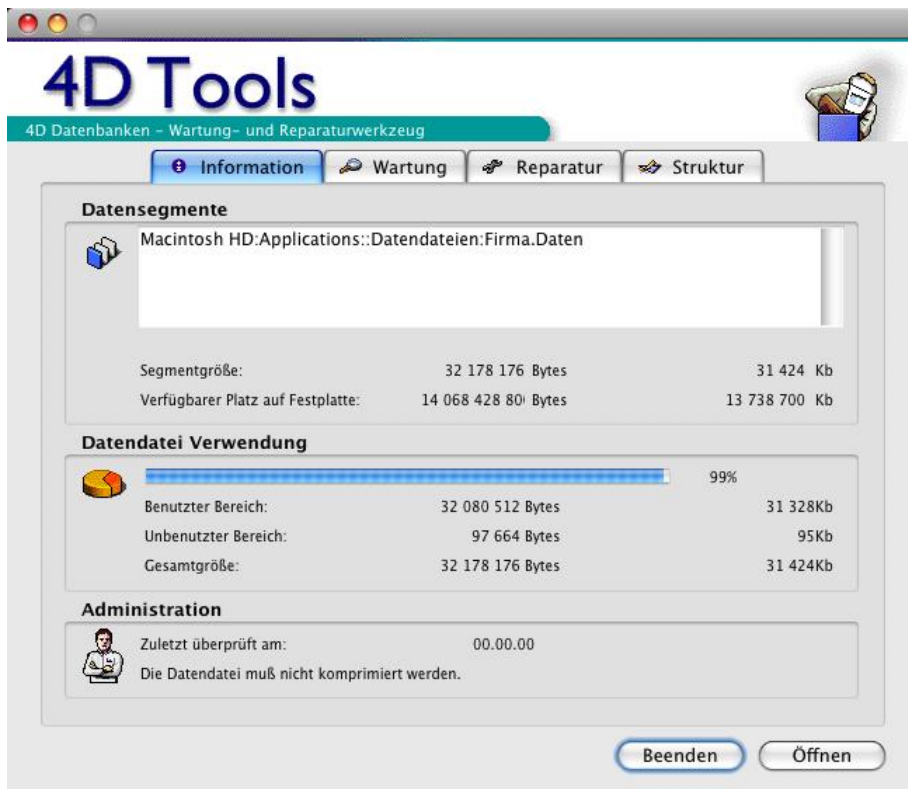 4D Tools
4D Datenbanken – Wartung– und Reparaturwerkzeug
Information Wartung Reparatur Struktur
Datensegmente
Macintosh HD:Applications::Datendateien:Firma.Daten
Segmentgröße: 32 178 176 Bytes 31 424 Kb
Verfügbarer Platz auf Festplatte: 14 068 428 80 Bytes 13 738 700 Kb
Datendatei Verwendung
99%
Benutzter Bereich: 32 080 512 Bytes 31 328Kb
Unbenutzter Bereich: 97 664 Bytes 95Kb
Gesamtgröße: 32 178 176 Bytes 31 424Kb
Administration
Zuletzt überprüft am: 00.00.00
Die Datendatei muß nicht komprimiert werden.
Beenden Öffnen